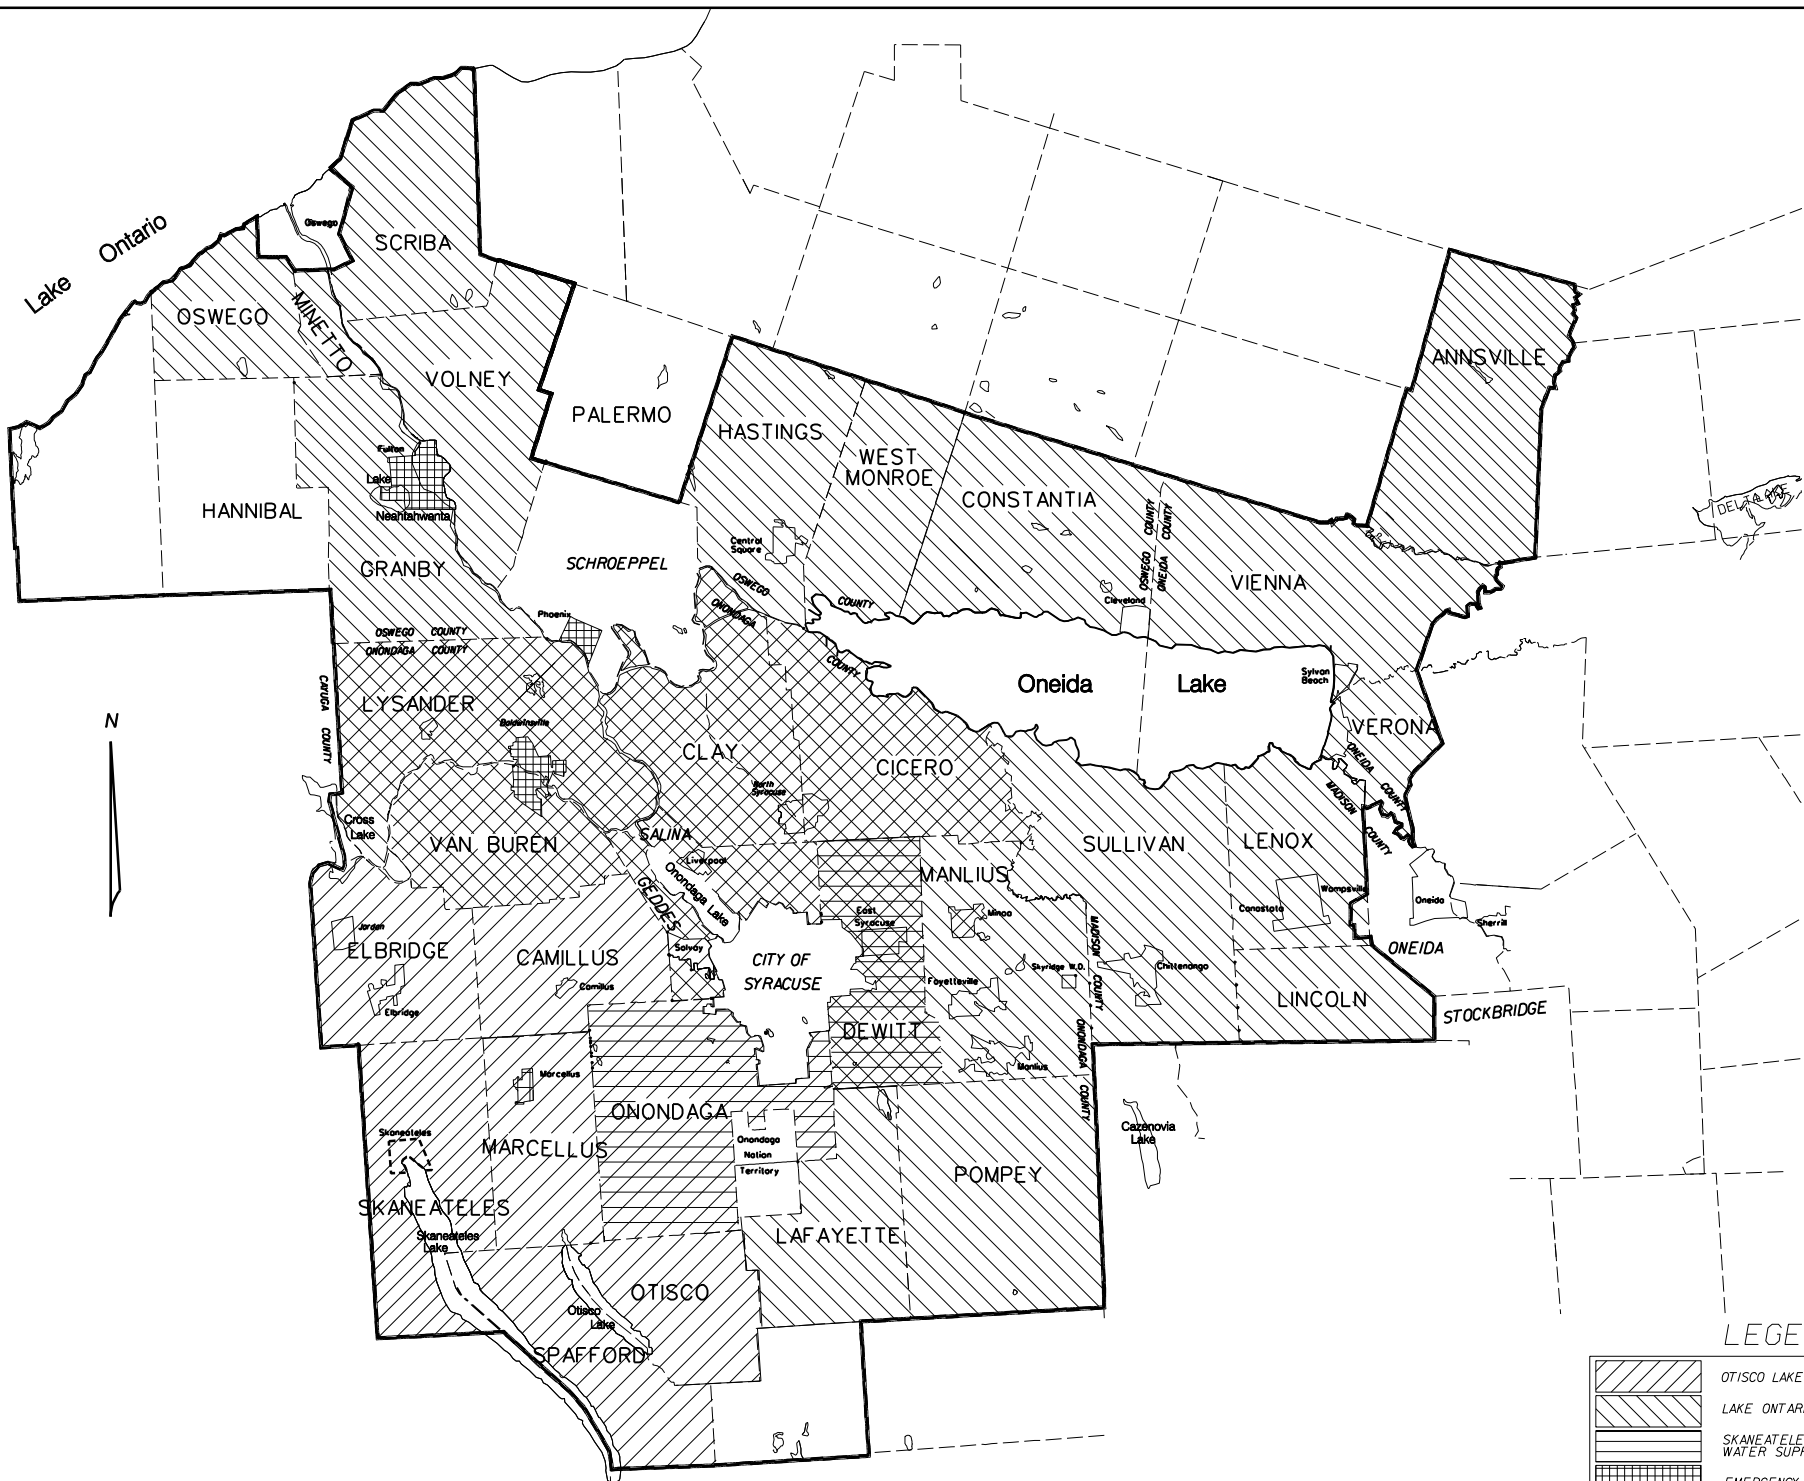 Oswego
Lake Ontario
SCRIBA
OSWEGO
MINETTO
VOLNEY
PALERMO
ANNSVILLE
HASTINGS
WEST
MONROE
CONSTANTIA
Fulton
Lake
Neahtahwanta
HANNIBAL
DELTA LAKE
Central
Square
OSWEGO COUNTY
ONEIDA COUNTY
SCHROEPPEL
GRANBY
VIENNA
OSWEGO COUNTY
ONONDAGA COUNTY
Cleveland
Phoenix
OSWEGO COUNTY
ONONDAGA COUNTY
CAYUGA COUNTY
LYSANDER
Oneida Lake
Sylvan
Beach
N
Baldwinsville
VERONA
CLAY
CICERO
ONEIDA COUNTY
MADISON COUNTY
North
Syracuse
Cross
Lake
SALINA
VAN BUREN
SULLIVAN
LENOX
Liverpool
Onondaga Lake
GEDDES
MANLIUS
Wampsville
Canastota
Oneida
Sherrill
East
Syracuse
Minoa
Jordan
ELBRIDGE
CAMILLUS
Solvay
CITY OF
SYRACUSE
ONEIDA
MADISON COUNTY
ONONDAGA COUNTY
Skyridge W.D.
Chittenango
Camillus
Fayetteville
Elbridge
LINCOLN
STOCKBRIDGE
DEWITT
Manlius
Marcellus
ONONDAGA
Skaneateles
MARCELLUS
Onondaga
Nation
Territory
Cazenovia
Lake
POMPEY
SKANEATELES
Skaneateles
Lake
LAFAYETTE
OTISCO
Otisco
Lake
SPAFFORD
LEGE
OTISCO LAKE
LAKE ONTAR
SKANEATELE
WATER SUPP
EMERGENCY